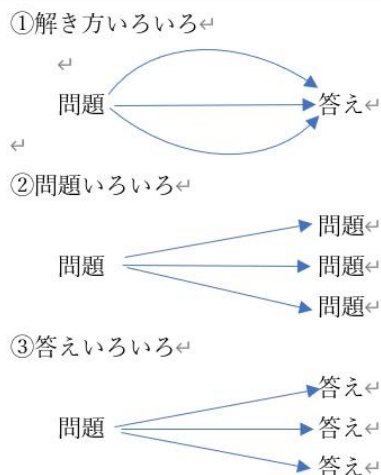 ①解き方いろいろ↵
↵
問題 答え↵
↵
②問題いろいろ↵
問題↵
問題 問題↵
問題↵
③答えいろいろ↵
答え↵
問題 答え↵
答え↵